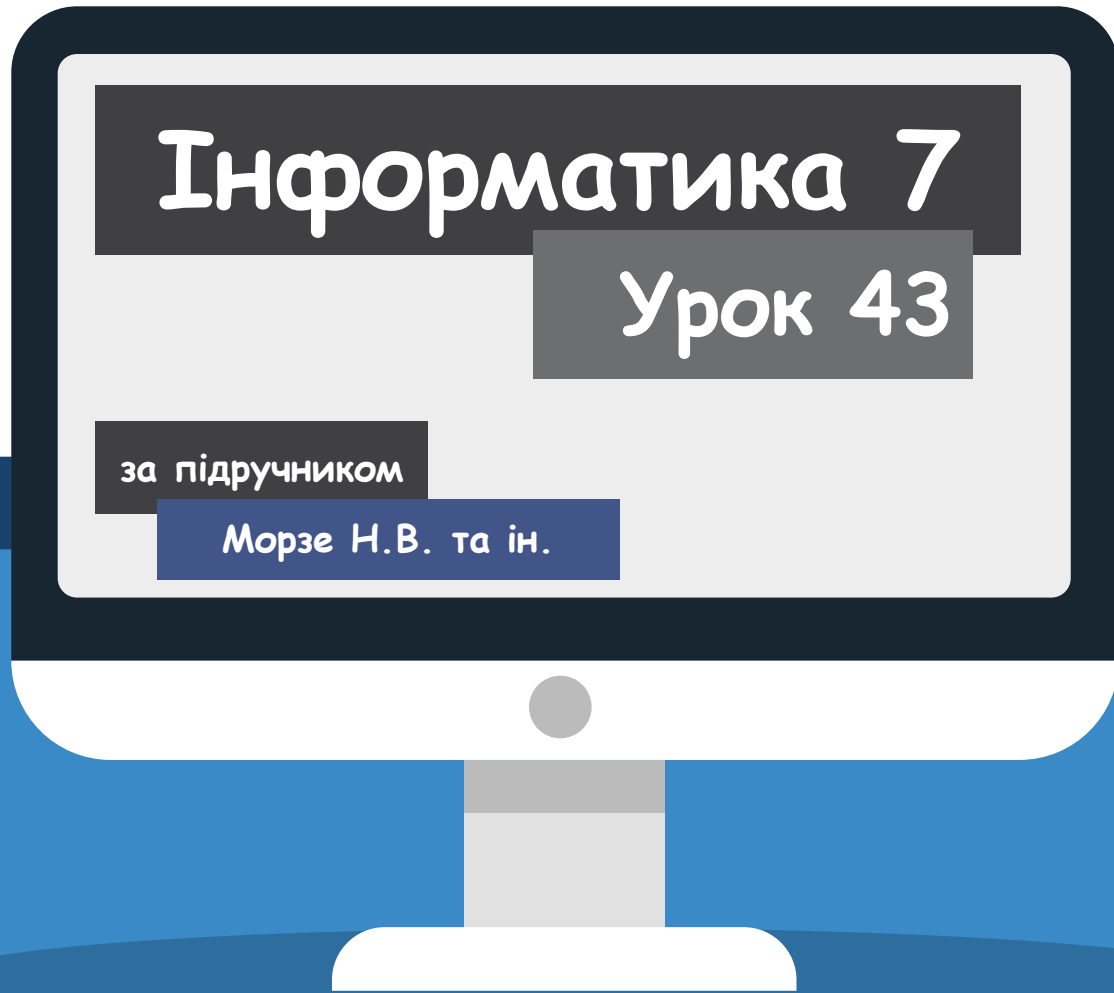 Інформатика 7
Урок 43
за підручником
Морзе Н.В. та ін.